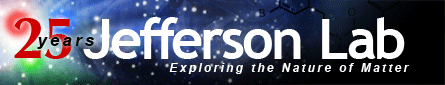 25 years Jefferson Lab
Exploring the Nature of Matter